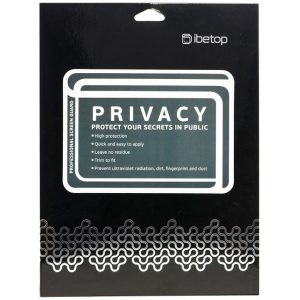 ibetop
PROFESSIONAL SCREEN GUARD
PRIVACY
PROTECT YOUR SECRETS IN PUBLIC
• High protection
• Quick and easy to apply
• Leave no residue
• Trim to fit
• Prevent ultraviolet radiation, dirt, fingerprint and dust